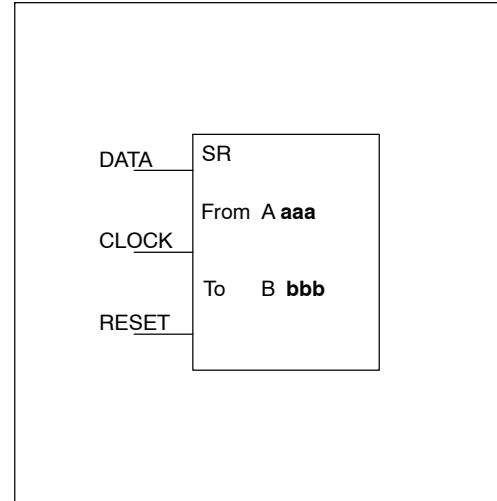 DATA
SR
From A aaa
CLOCK
To B bbb
RESET